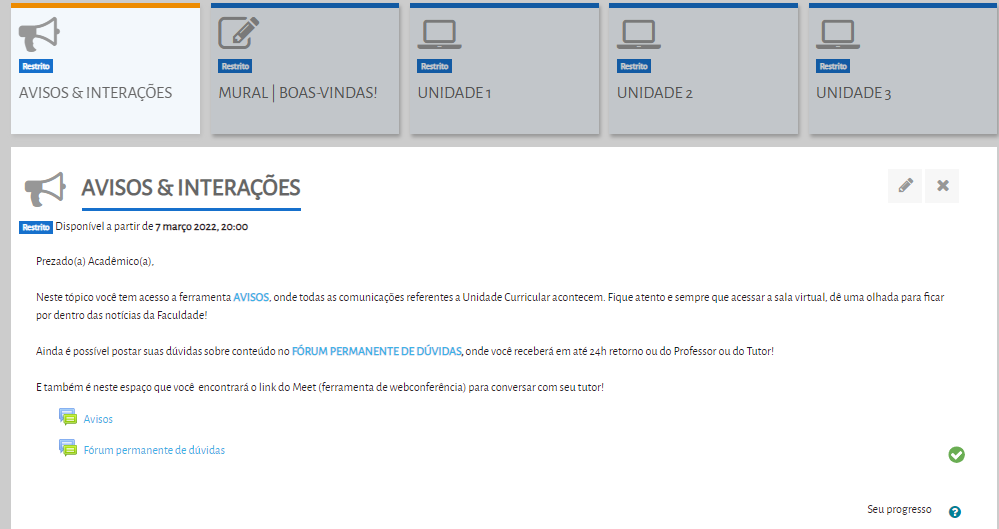 Restrito
AVISOS & INTERAÇÕES
Restrito
MURAL | BOAS-VINDAS!
Restrito
UNIDADE 1
Restrito
UNIDADE 2
Restrito
UNIDADE 3
AVISOS & INTERAÇÕES
Restrito Disponível a partir de 7 março 2022, 20:00
Prezado(a) Acadêmico(a),
Neste tópico você tem acesso a ferramenta AVISOS, onde todas as comunicações referentes a Unidade Curricular acontecem. Fique atento e sempre que acessar a sala virtual, dê uma olhada para ficar
por dentro das notícias da Faculdade!
Ainda é possível postar suas dúvidas sobre conteúdo no FÓRUM PERMANENTE DE DÚVIDAS, onde você receberá em até 24h retorno ou do Professor ou do Tutor!
E também é neste espaço que você encontrará o link do Meet (ferramenta de webconferência) para conversar com seu tutor!
Avisos
Fórum permanente de dúvidas
Seu progresso